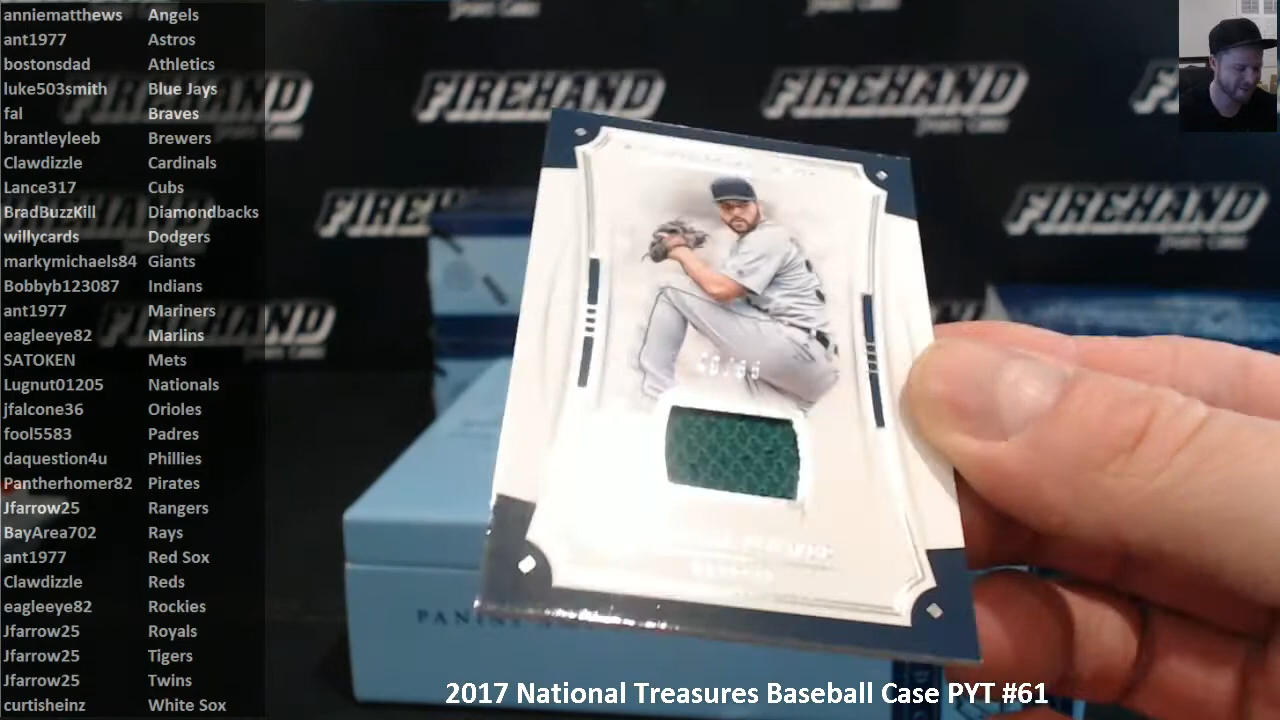 anniematthews Angels
ant1977 Astros
bostonsdad Athletics
luke503smith Blue Jays
fal Braves
brantleyleeb Brewers
Clawdizzle Cardinals
Lance317 Cubs
BradBuzzKill Diamondbacks
willycards Dodgers
markymichaels84 Giants
Bobbyb123087 Indians
ant1977 Mariners
eagleeye82 Marlins
SATOKEN Mets
Lugnut01205 Nationals
jfalcone36 Orioles
fool5583 Padres
daquestion4u Phillies
Pantherhomer82 Pirates
Jfarrow25 Rangers
BayArea702 Rays
ant1977 Red Sox
Clawdizzle Reds
eagleeye82 Rockies
Jfarrow25 Royals
Jfarrow25 Tigers
Jfarrow25 Twins
curtisheinz White Sox
FIREHAND
FIREHAND
FIREHAND
FIREHAND
FIREHAND
PANINI
2017 National Treasures Baseball Case PYT #61